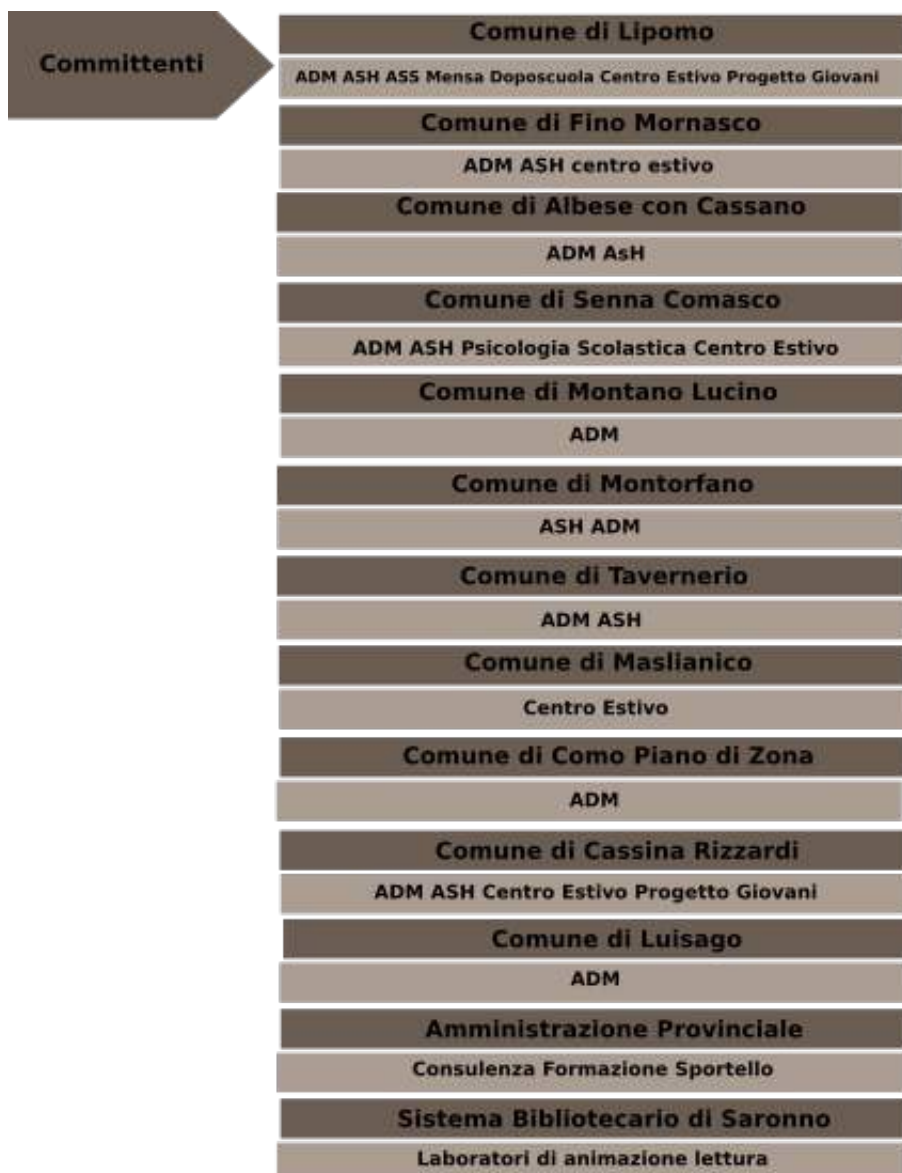 Committenti
Comune di Lipomo
ADM ASH ASS Mensa Doposcuola Centro Estivo Progetto Giovani
Comune di Fino Mornasco
ADM ASH centro estivo
Comune di Albese con Cassano
ADM AsH
Comune di Senna Comasco
ADM ASH Psicologia Scolastica Centro Estivo
Comune di Montano Lucino
ADM
Comune di Montorfano
ASH ADM
Comune di Tavernerio
ADM ASH
Comune di Maslianico
Centro Estivo
Comune di Como Piano di Zona
ADM
Comune di Cassina Rizzardi
ADM ASH Centro Estivo Progetto Giovani
Comune di Luisago
ADM
Amministrazione Provinciale
Consulenza Formazione Sportello
Sistema Bibliotecario di Saronno
Laboratori di animazione lettura